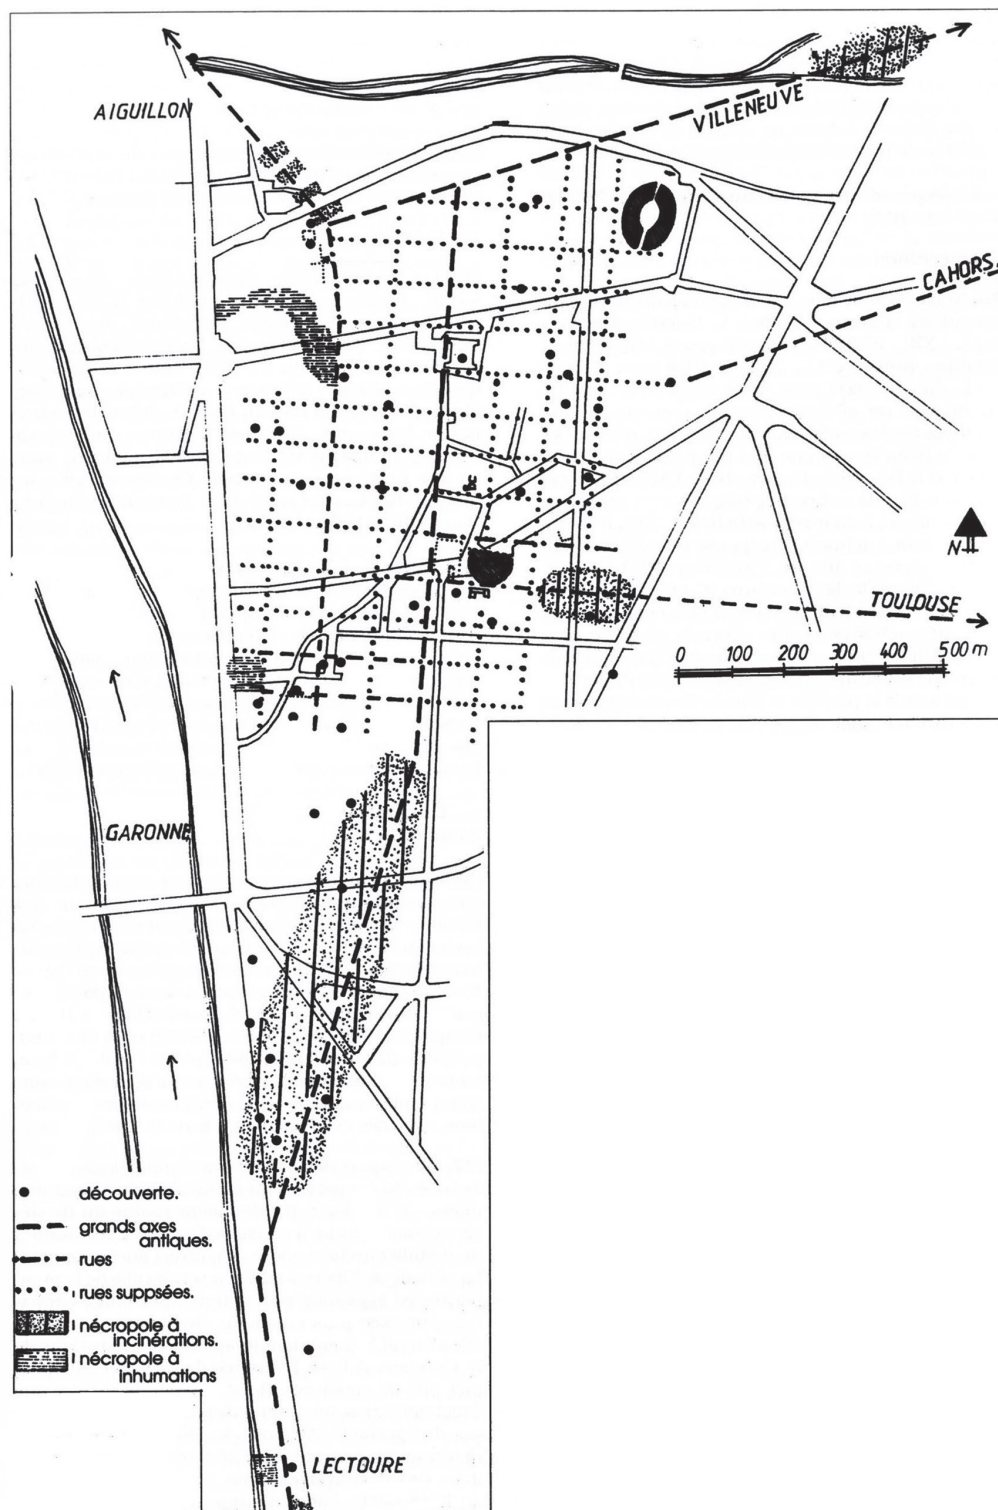 AIGUILLON
VILLENEUVE
CAHORS.
bc
N
TOULOUSE
0 100 200 300 400 500 m
GARONNE
découverte.
grands axes
antiques.
rues
rues suppsées.
nécropole à
incinérations.
nécropole à
inhumations
LECTOURE